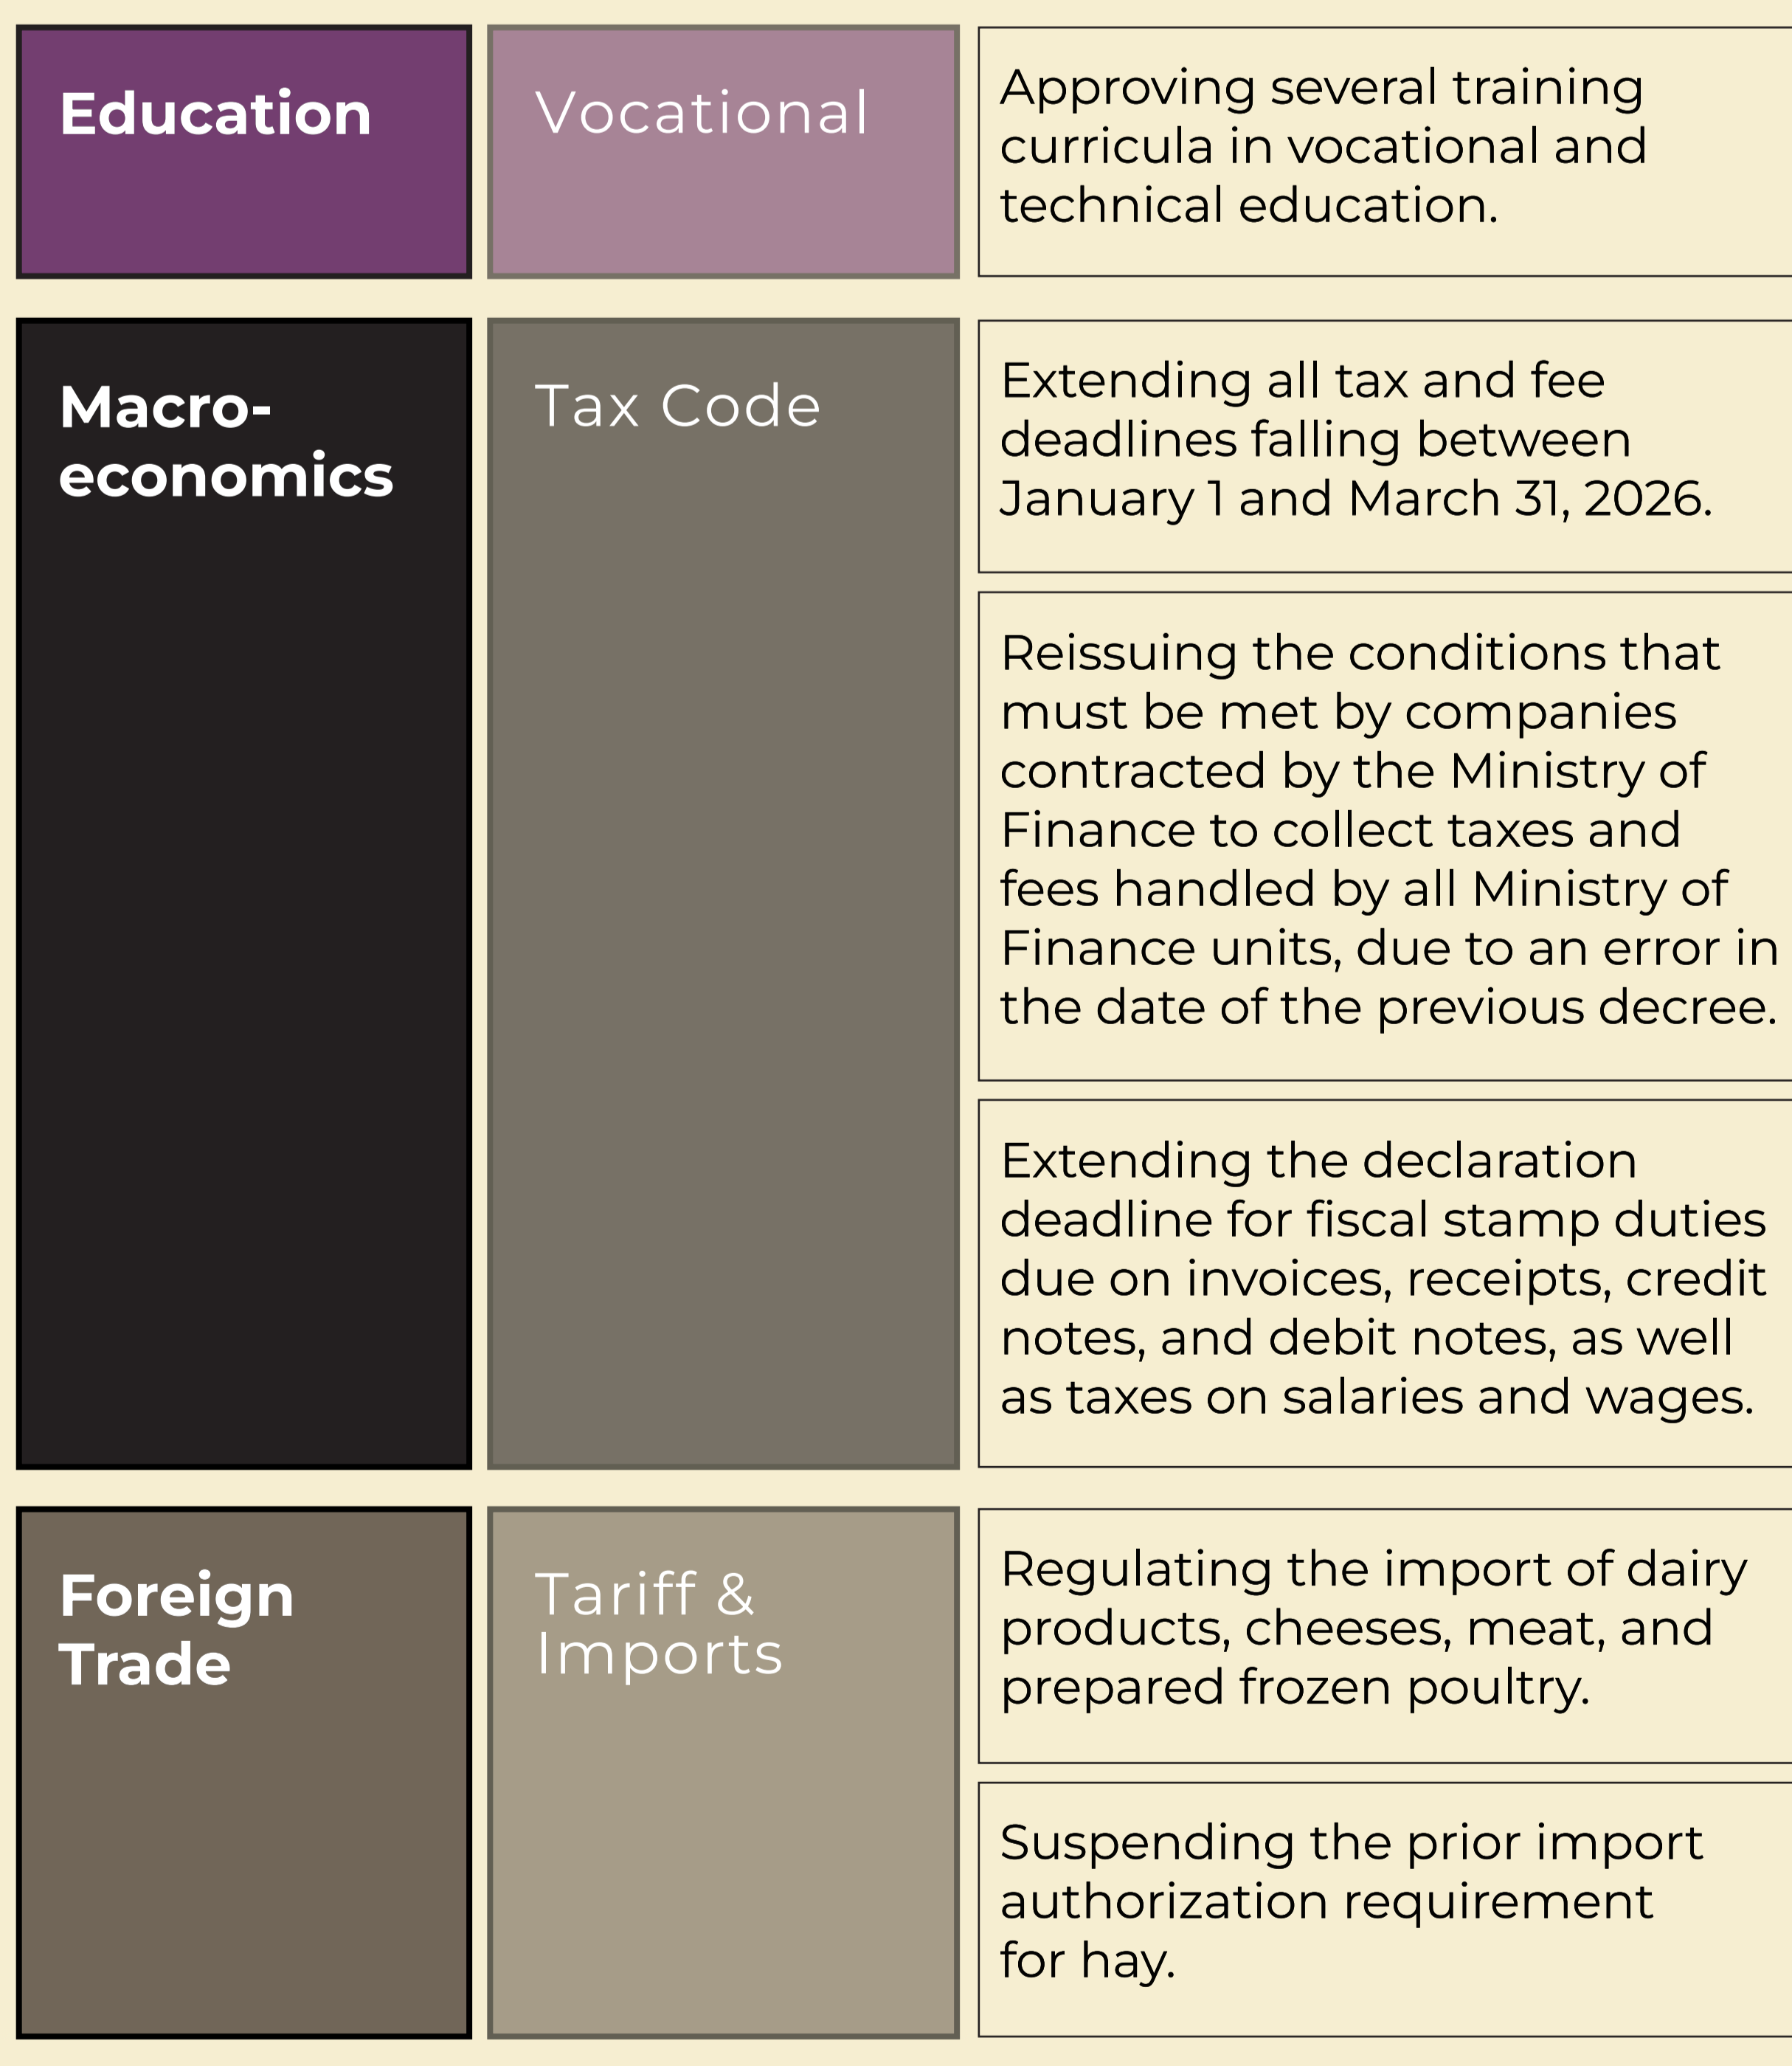 Education
Vocational
Approving several training
curricula in vocational and
technical education.
Macro-
economics
Tax Code
Extending all tax and fee
deadlines falling between
January 1 and March 31, 2026.
Reissuing the conditions that
must be met by companies
contracted by the Ministry of
Finance to collect taxes and
fees handled by all Ministry of
Finance units, due to an error in
the date of the previous decree.
Extending the declaration
deadline for fiscal stamp duties
due on invoices, receipts, credit
notes, and debit notes, as well
as taxes on salaries and wages.
Foreign
Trade
Tariff &
Imports
Regulating the import of dairy
products, cheeses, meat, and
prepared frozen poultry.
Suspending the prior import
authorization requirement
for hay.